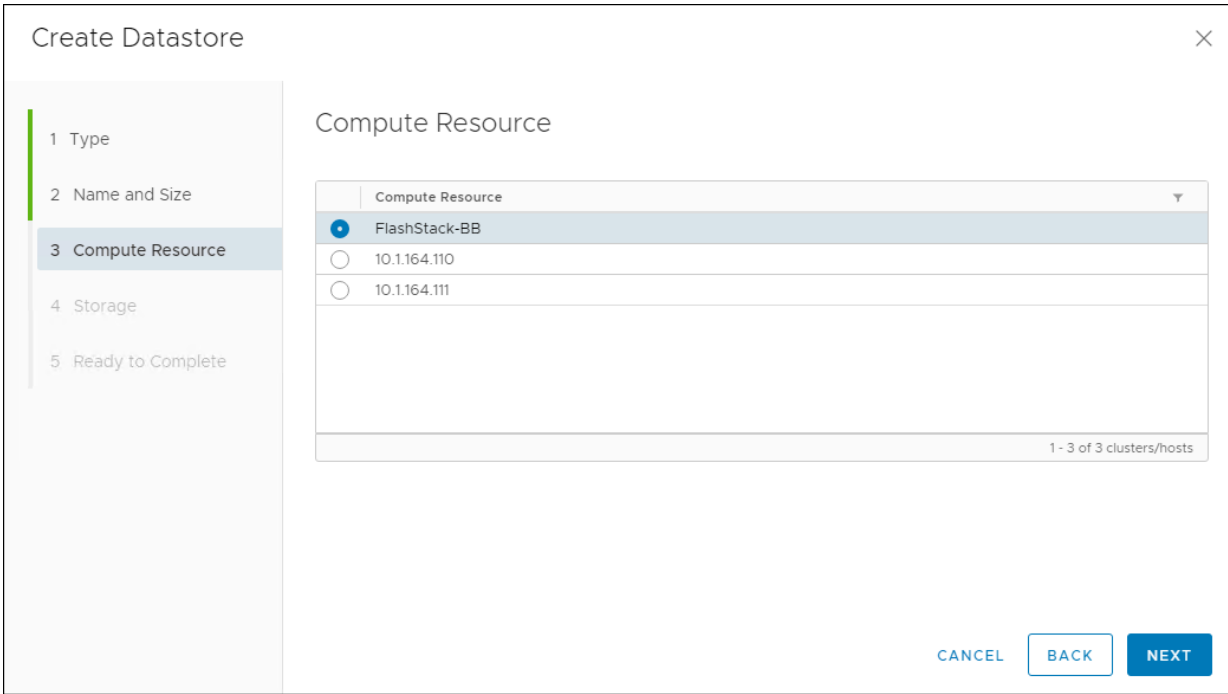 Create Datastore
1 Type
2 Name and Size
3 Compute Resource
4 Storage
5 Ready to Complete
Compute Resource
Compute Resource
FlashStack-BB
10.1.164.110
10.1.164.111
1 - 3 of 3 clusters/hosts
CANCEL BACK NEXT